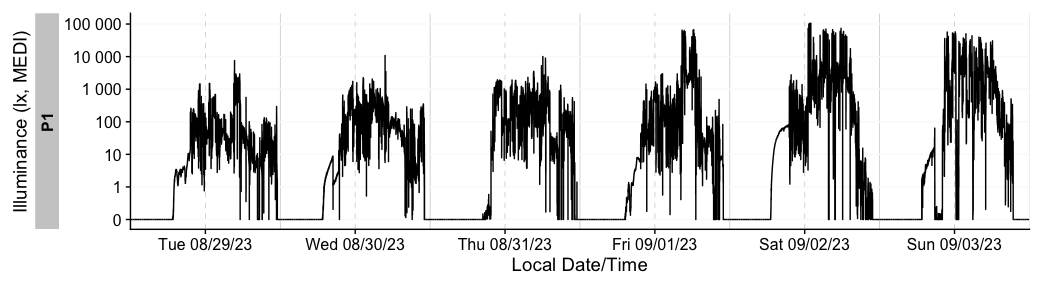 Illuminance (lx, MEDI)
P1
100 000
10 000
1 000
100
10
1
0
Tue 08/29/23 Wed 08/30/23 Thu 08/31/23 Fri 09/01/23 Sat 09/02/23 Sun 09/03/23
Local Date/Time